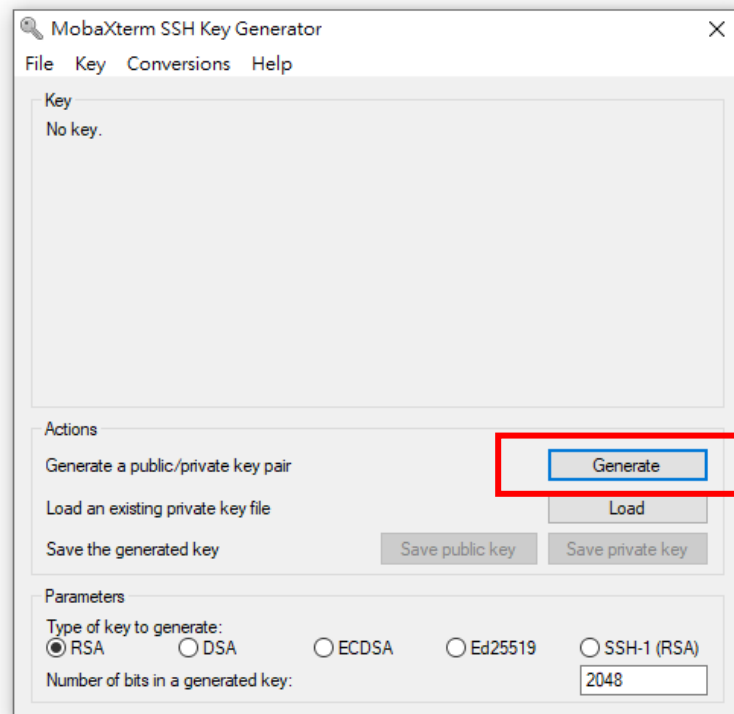 MobaXterm SSH Key Generator
File Key Conversions Help
Key
No key.
Actions
Generate a public/private key pair Generate
Load an existing private key file Load
Save the generated key Save public key Save private key
Parameters
Type of key to generate:
RSA DSA ECDSA Ed25519 SSH-1 (RSA)
Number of bits in a generated key: 2048